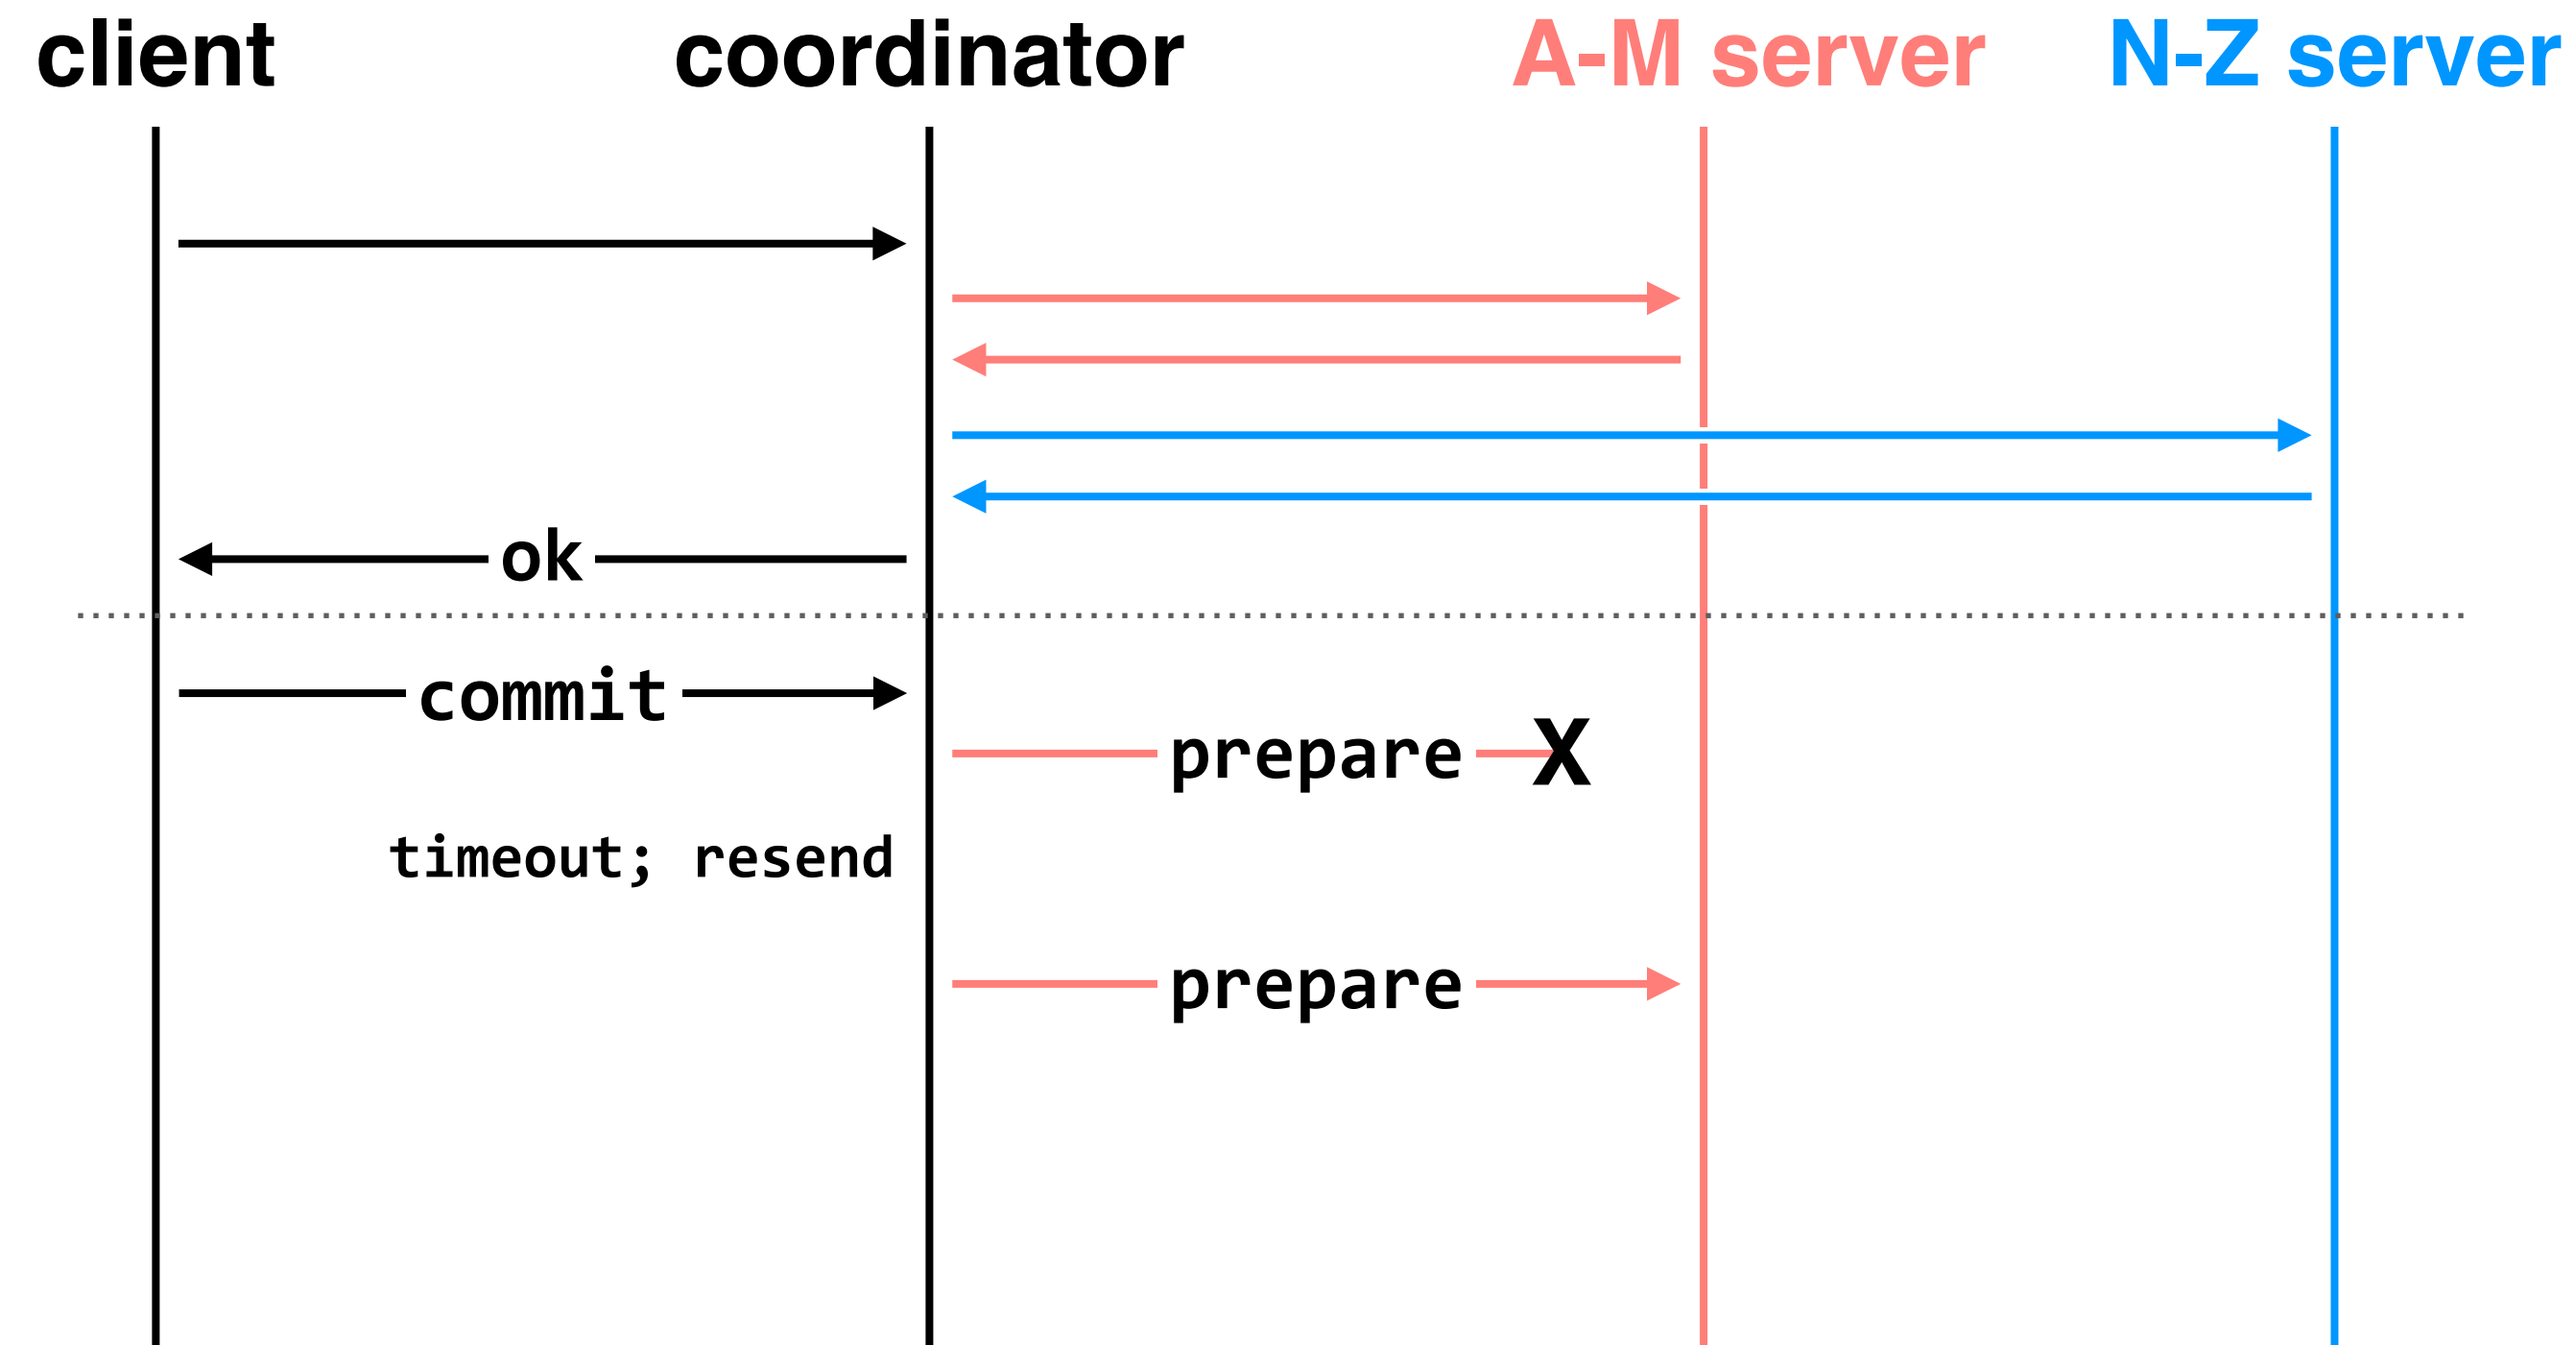 client coordinator A-M server N-Z server
ok
commit
prepare X
timeout; resend
prepare